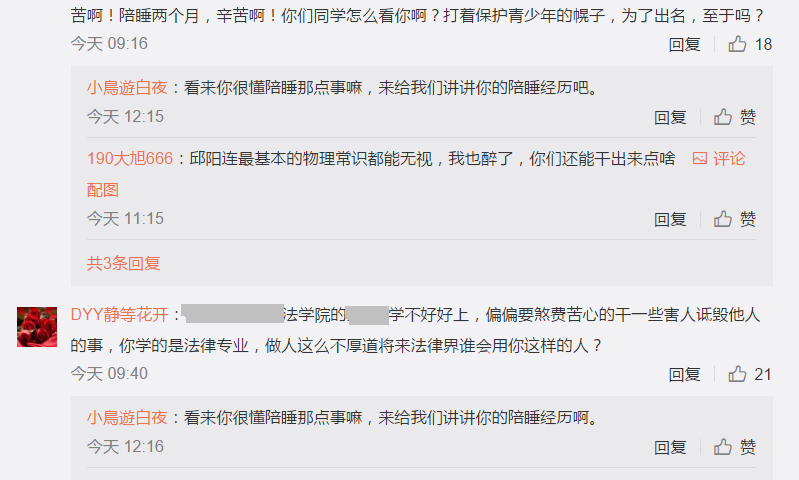 苦啊！陪睡两个月，辛苦啊！你们同学怎么看你啊？打着保护青少年的幌子，为了出名，至于吗？
今天 09:16 回复 18
小鳥遊白夜：看来你很懂陪睡那点事嘛，来给我们讲讲你的陪睡经历吧。
今天 12:15 回复 赞
190大旭666：邱阳连最基本的物理常识都能无视，我也醉了，你们还能干出来点啥 评论
配图
今天 11:15 回复 赞
共3条回复
DYY静等花开：法学院的学不好好上，偏偏要煞费苦心的干一些害人诋毁他人
的事，你学的是法律专业，做人这么不厚道将来法律界谁会用你这样的人？
今天 09:40 回复 21
小鳥遊白夜：看来你很懂陪睡那点事嘛，来给我们讲讲你的陪睡经历啊。
今天 12:16 回复 赞